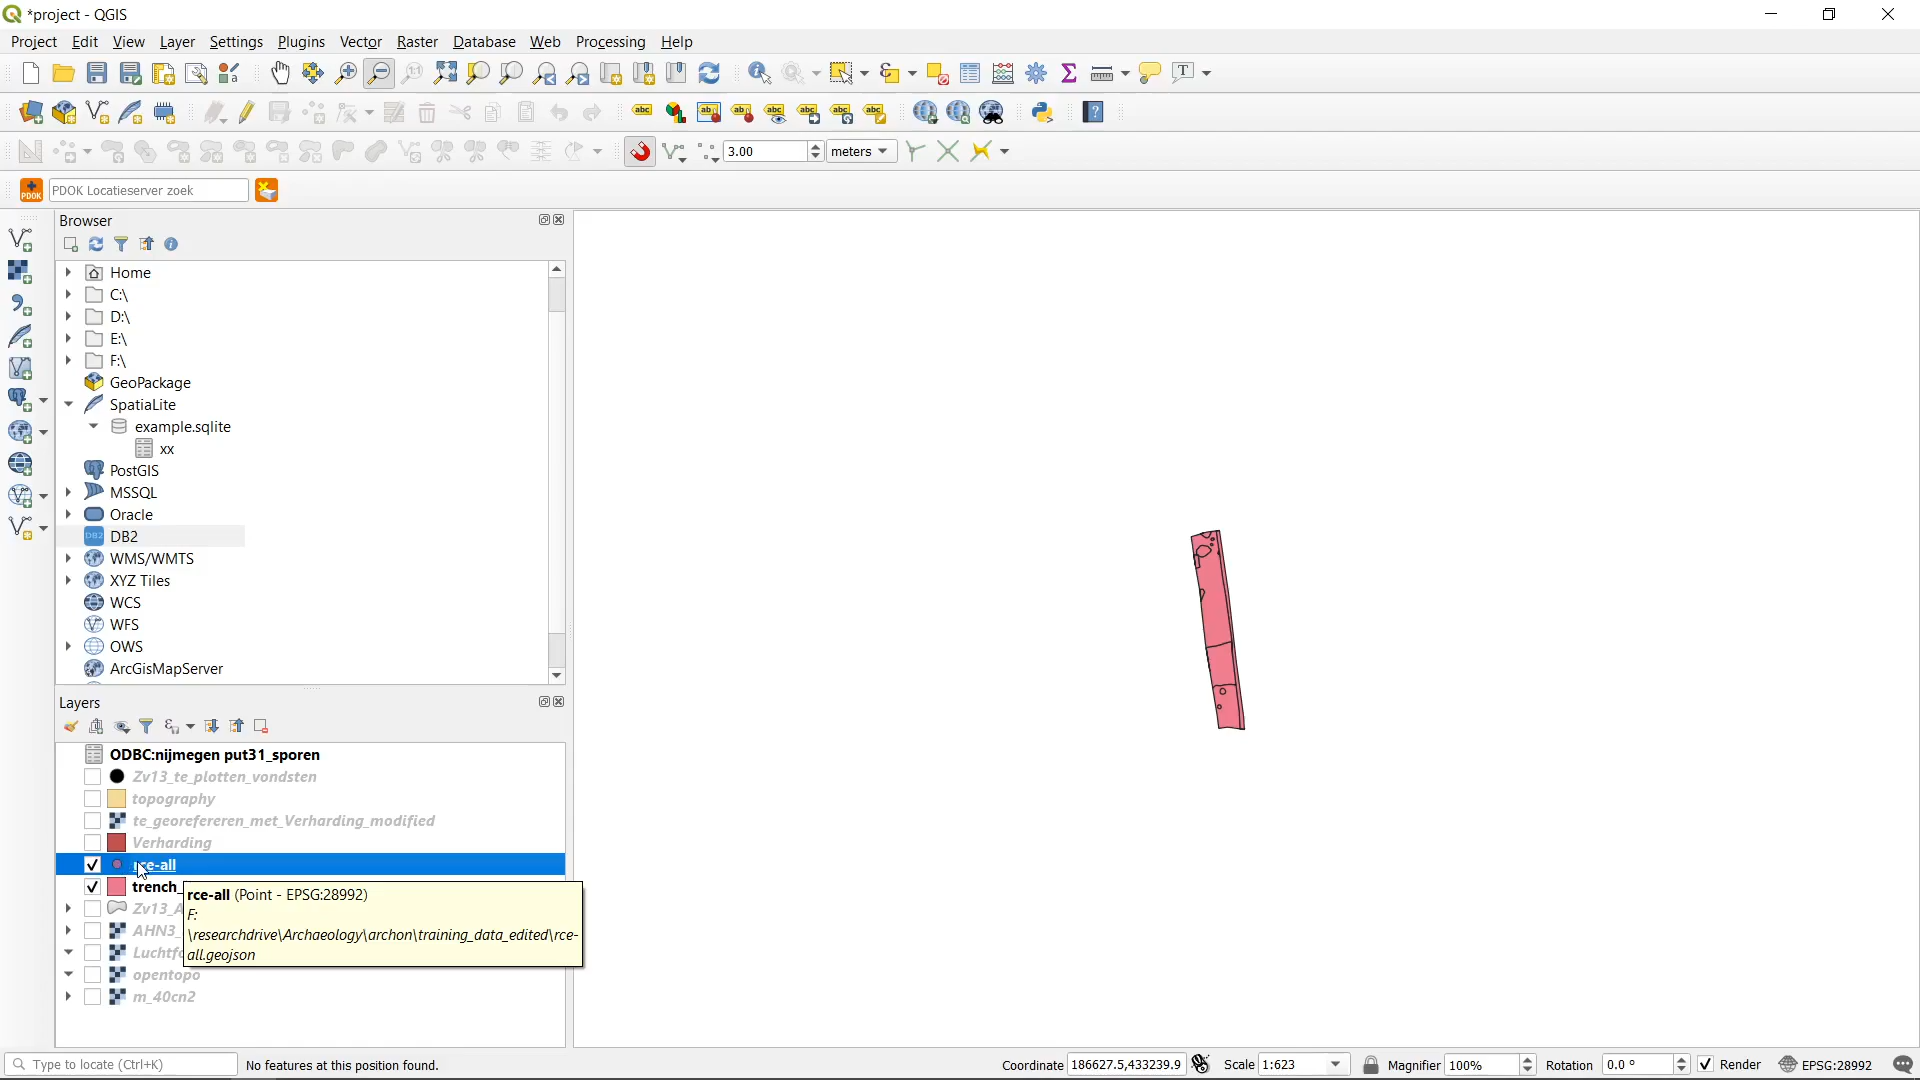 *project - QGIS
Project Edit View Layer Settings Plugins Vector Raster Database Web Processing Help
3.00 meters
PDOK Locatieserver zoek
Browser
Home
C:\
D:\
E:\
F:\
GeoPackage
SpatiaLite
example.sqlite
xx
PostGIS
MSSQL
Oracle
DB2
WMS/WMTS
XYZ Tiles
WCS
WFS
OWS
ArcGisMapServer
Layers
ODBC:nijmegen put31_sporen
Zv13_te_plotten_vondsten
topography
te_georefereren_met_Verharding_modified
Verharding
rce-all
trench_
Zv13_A
AHN3_
Luchtfo
opentopo
m_40cn2
rce-all (Point - EPSG:28992)
F:
\researchdrive\Archaeology\archon\training_data_edited\rce-
all.geojson
Type to locate (Ctrl+K) No features at this position found. Coordinate 186627.5,433239.9 Scale 1:623 Magnifier 100% Rotation 0.0 ° Render EPSG:28992